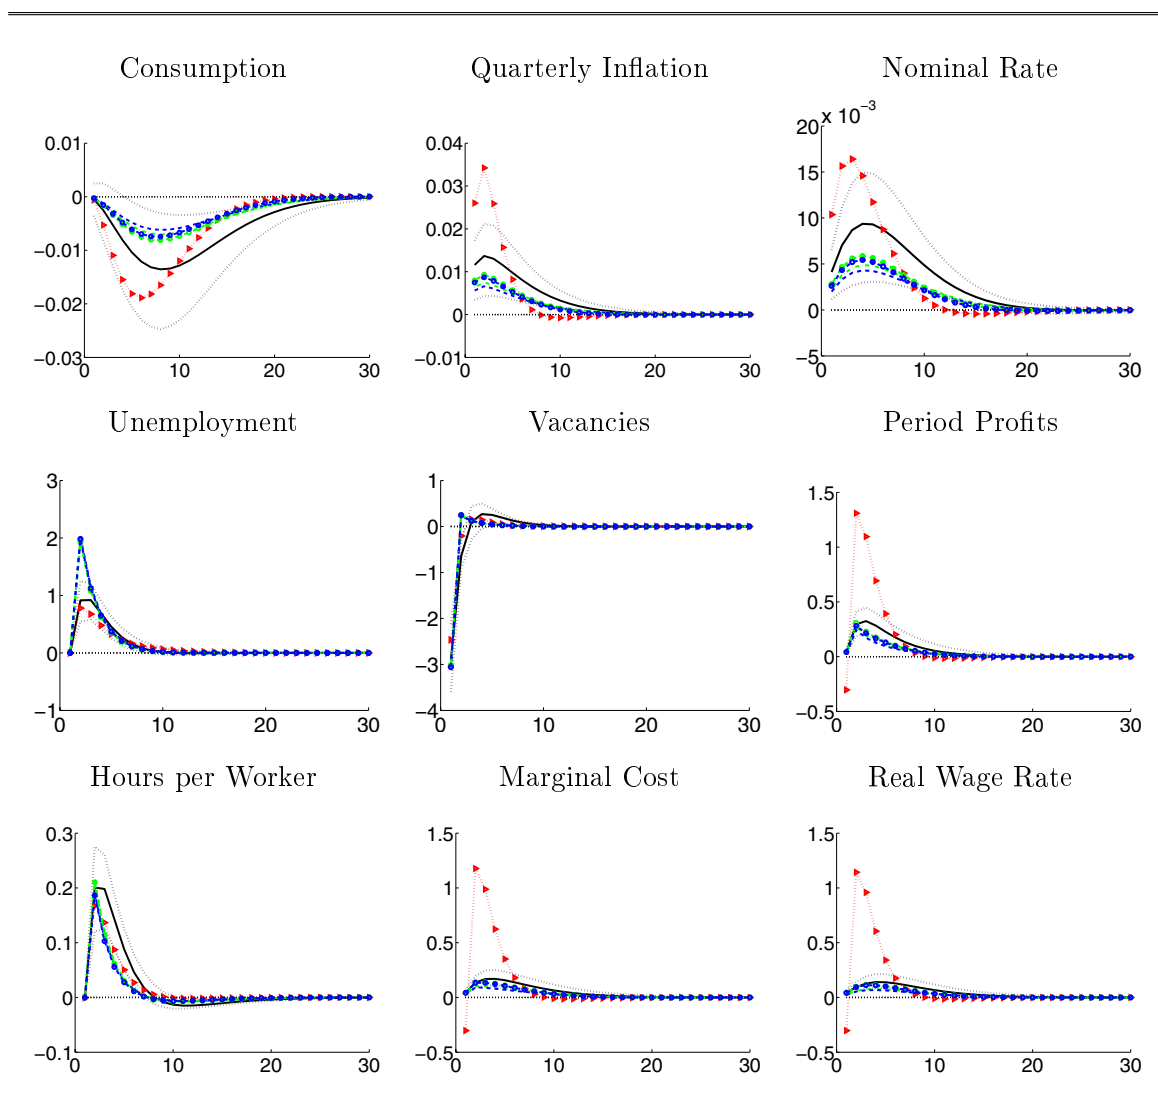 Consumption Quarterly Inflation Nominal Rate
x 10⁻³
0.01 0.04 20
0 0.03 15
−0.01 0.02 10
−0.02 0.01 5
−0.03 0 0
−0.01 −5
0 10 20 30 0 10 20 30 0 10 20 30
Unemployment Vacancies Period Profits
3 1 1.5
2 0 1
1 −1 0.5
0 −2 0
−1 −3 −0.5
−4
0 10 20 30 0 10 20 30 0 10 20 30
Hours per Worker Marginal Cost Real Wage Rate
0.3 1.5 1.5
0.2 1 1
0.1 0.5 0.5
0 0 0
−0.1 −0.5 −0.5
0 10 20 30 0 10 20 30 0 10 20 30